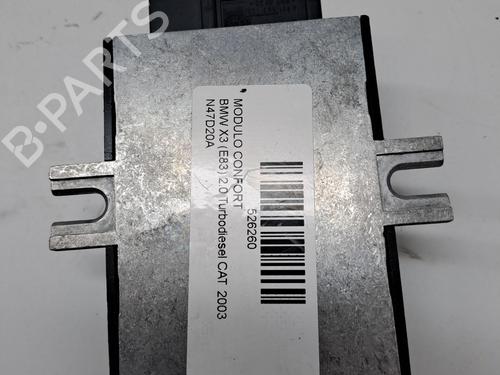 MODULO CONFORT
526260
BMW X3 (E83) 2.0 Turbodiesel CAT 2003
N47D20A
B-PARTS